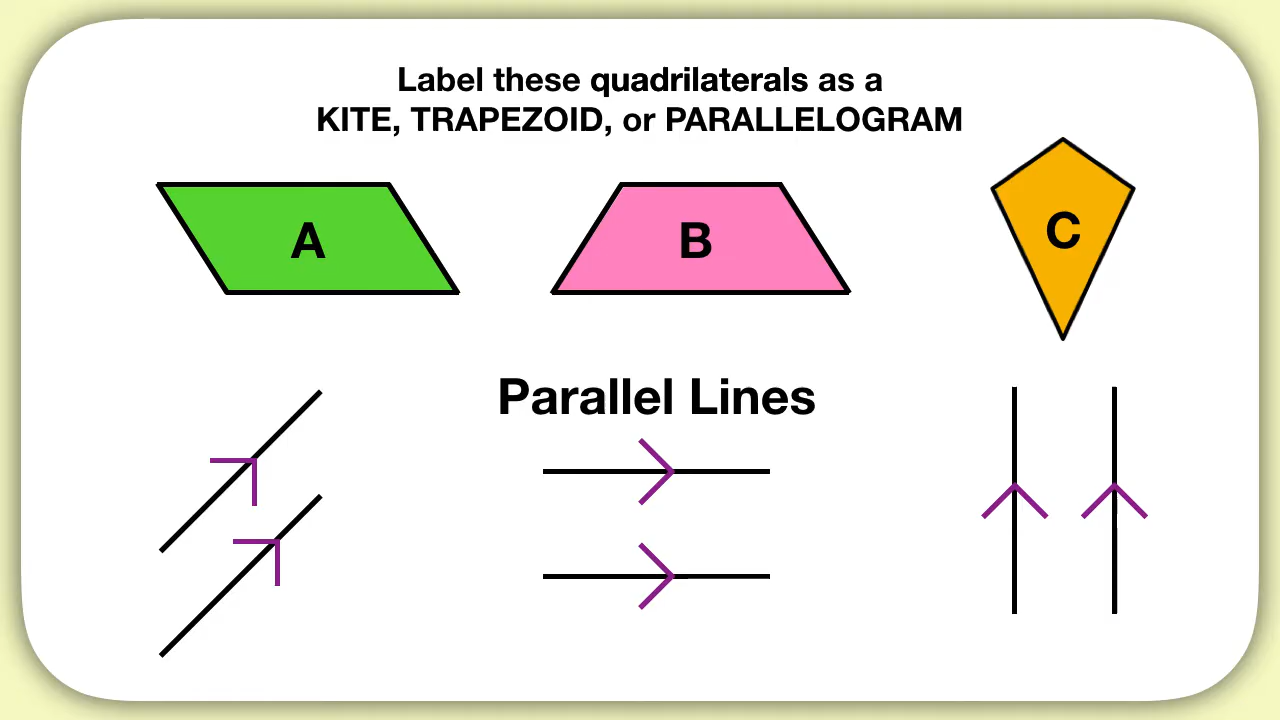 Label these quadrilaterals as a
KITE, TRAPEZOID, or PARALLELOGRAM
A
B
C
Parallel Lines